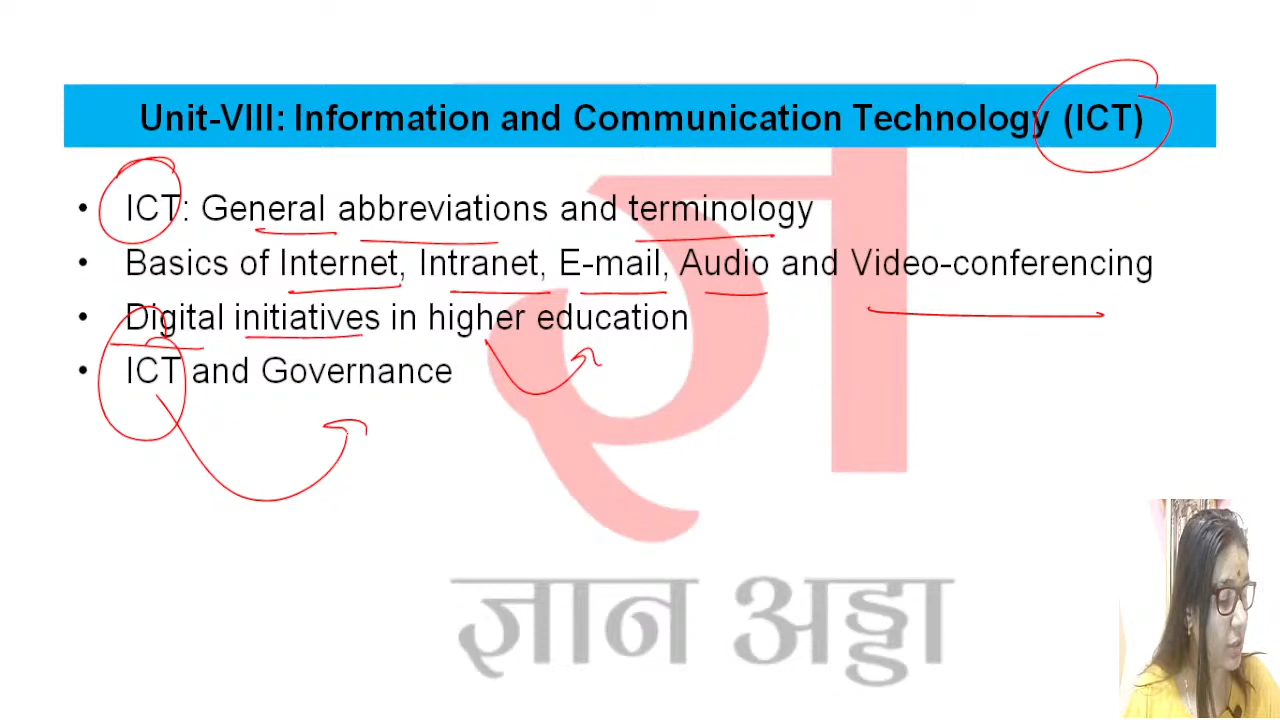 Unit-VIII: Information and Communication Technology (ICT)
• ICT: General abbreviations and terminology
• Basics of Internet, Intranet, E-mail, Audio and Video-conferencing
• Digital initiatives in higher education
• ICT and Governance
ज्ञान अड्डा